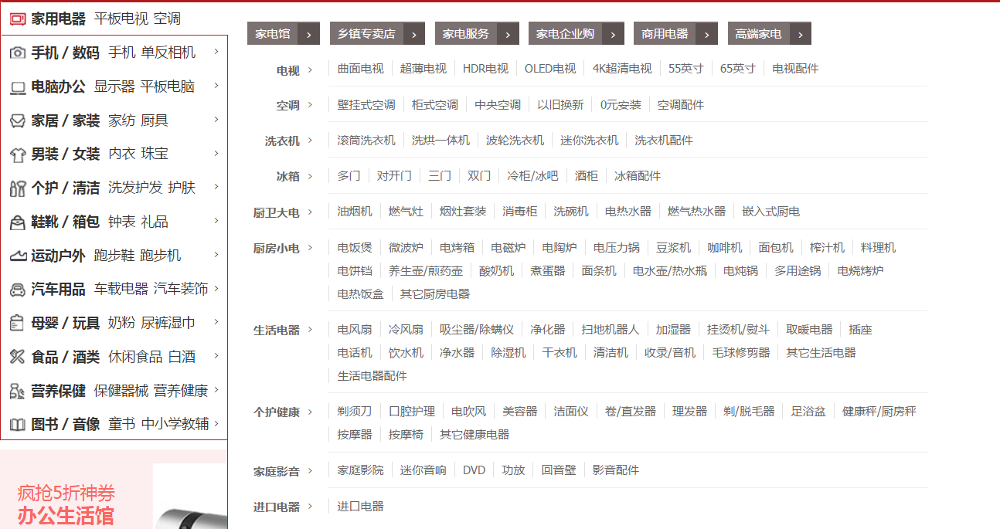 家用电器 平板电视 空调
手机 / 数码 手机 单反相机
电脑办公 显示器 平板电脑
家居 / 家装 家纺 厨具
男装 / 女装 内衣 珠宝
个护 / 清洁 洗发护发 护肤
鞋靴 / 箱包 钟表 礼品
运动户外 跑步鞋 跑步机
汽车用品 车载电器 汽车装饰
母婴 / 玩具 奶粉 尿裤湿巾
食品 / 酒类 休闲食品 白酒
营养保健 保健器械 营养健康
图书 / 音像 童书 中小学教辅
疯抢5折神券
办公生活馆
家电馆 乡镇专卖店 家电服务 家电企业购 商用电器 高端家电
电视 曲面电视 超薄电视 HDR电视 OLED电视 4K超清电视 55英寸 65英寸 电视配件
空调 壁挂式空调 柜式空调 中央空调 以旧换新 0元安装 空调配件
洗衣机 滚筒洗衣机 洗烘一体机 波轮洗衣机 迷你洗衣机 洗衣机配件
冰箱 多门 对开门 三门 双门 冷柜/冰吧 酒柜 冰箱配件
厨卫大电 油烟机 燃气灶 烟灶套装 消毒柜 洗碗机 电热水器 燃气热水器 嵌入式厨电
厨房小电 电饭煲 微波炉 电烤箱 电磁炉 电陶炉 电压力锅 豆浆机 咖啡机 面包机 榨汁机 料理机
电饼铛 养生壶/煎药壶 酸奶机 煮蛋器 面条机 电水壶/热水瓶 电炖锅 多用途锅 电烧烤炉
电热饭盒 其它厨房电器
生活电器 电风扇 冷风扇 吸尘器/除螨仪 净化器 扫地机器人 加湿器 挂烫机/熨斗 取暖电器 插座
电话机 饮水机 净水器 除湿机 干衣机 清洁机 收录/音机 毛球修剪器 其它生活电器
生活电器配件
个护健康 剃须刀 口腔护理 电吹风 美容器 洁面仪 卷/直发器 理发器 剃/脱毛器 足浴盆 健康秤/厨房秤
按摩器 按摩椅 其它健康电器
家庭影音 家庭影院 迷你音响 DVD 功放 回音壁 影音配件
进口电器 进口电器